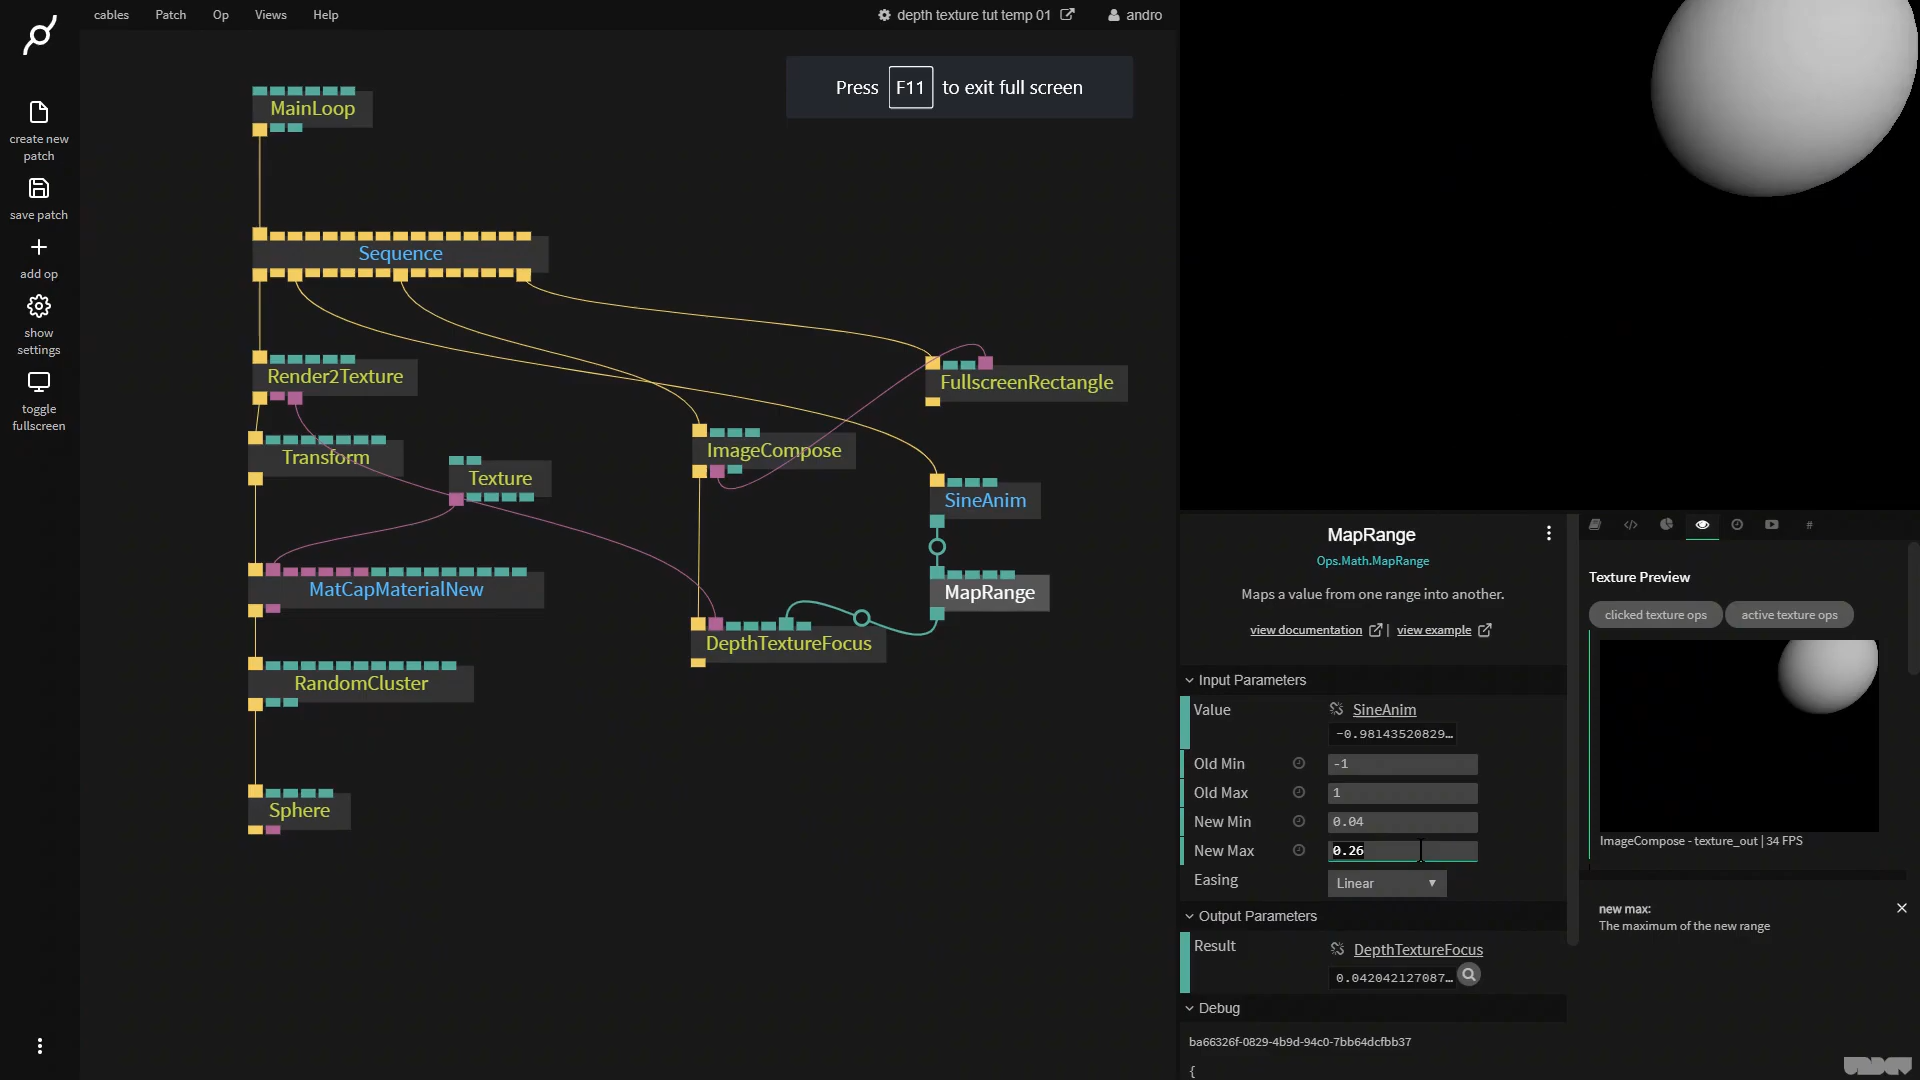 cables
Patch
Op
Views
Help
depth texture tut temp 01
andro
Press F11 to exit full screen
create new
patch
save patch
add op
show
settings
toggle
fullscreen
MainLoop
Sequence
Render2Texture
FullscreenRectangle
Transform
ImageCompose
Texture
SineAnim
MatCapMaterialNew
MapRange
DepthTextureFocus
RandomCluster
Sphere
MapRange
Ops.Math.MapRange
Maps a value from one range into another.
view documentation | view example
Input Parameters
Value SineAnim
-0.98143520829…
Old Min -1
Old Max 1
New Min 0.04
New Max 0.26
Easing Linear
Output Parameters
Result DepthTextureFocus
0.042042127087…
Debug
ba66326f-0829-4b9d-94c0-7bb64dcfbb37
{
Texture Preview
clicked texture ops
active texture ops
ImageCompose - texture_out | 34 FPS
new max:
The maximum of the new range